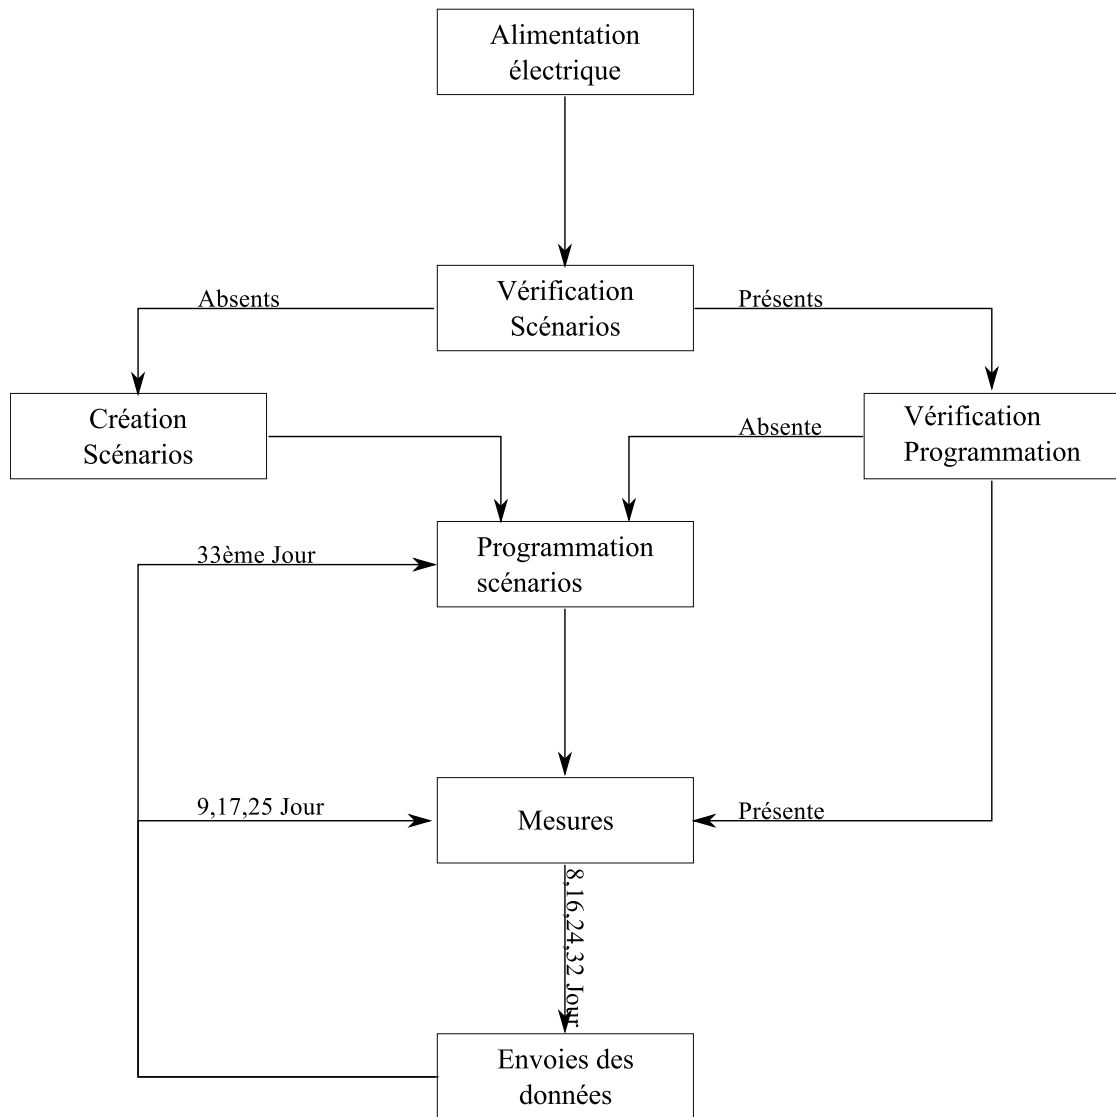 Alimentation
électrique
Vérification
Scénarios
Absents
Présents
Création
Scénarios
Absente
Vérification
Programmation
33ème Jour
Programmation
scénarios
9,17,25 Jour
Mesures
Présente
8,16,24,32 Jour
Envoies des
données